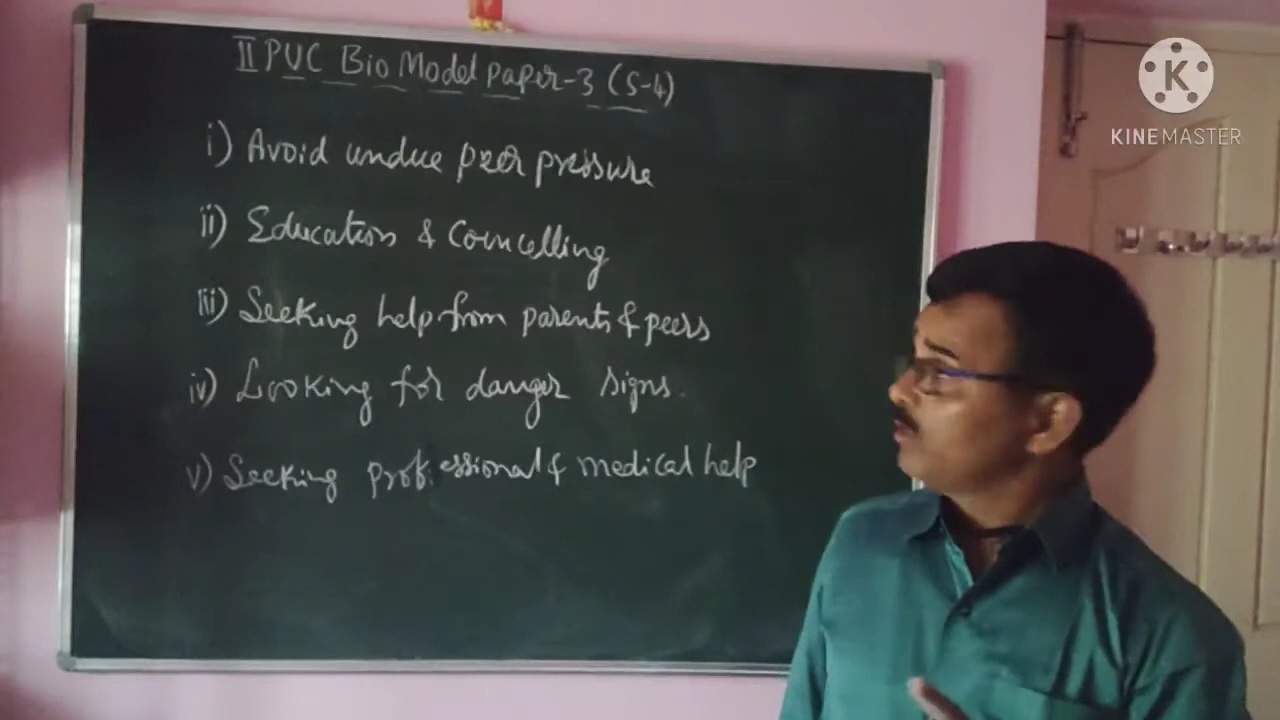 II PUC Bio Model Paper-3 (S-4)
i) Avoid undue peer pressure
ii) Education & Councelling
iii) Seeking help from parents & peers
iv) Looking for danger signs.
v) Seeking professional & medical help
K
KINEMASTER